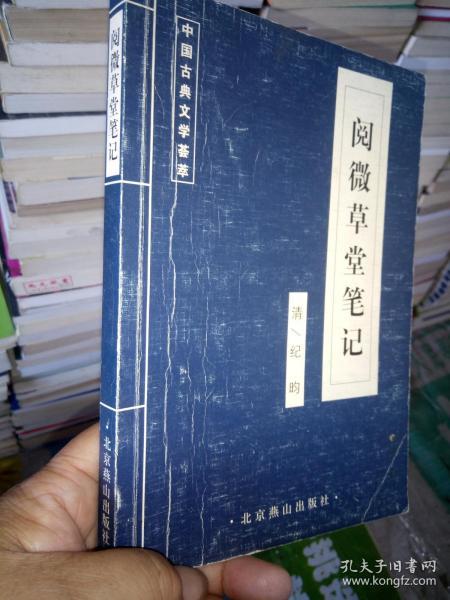 阅微草堂笔记
中国古典文学荟萃
阅微草堂笔记
清/纪昀
·北京燕山出版社·
北京燕山出版社
孔夫子旧书网
www.kongfz.com